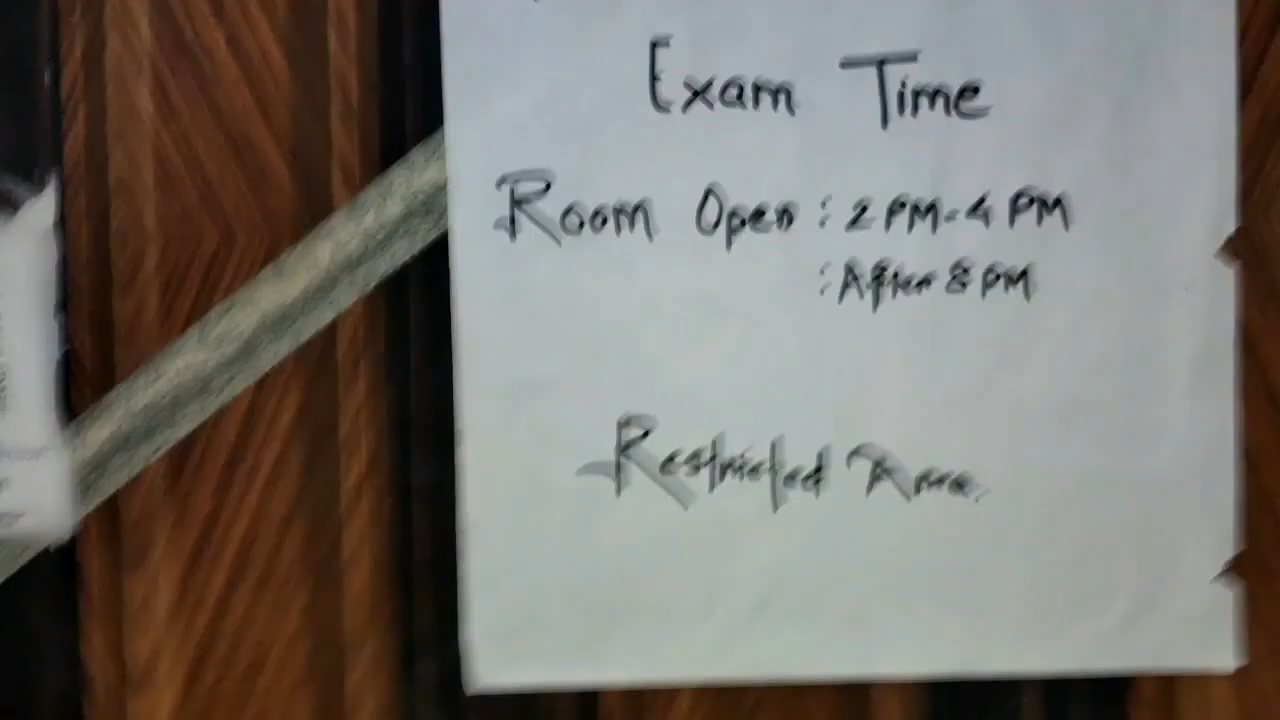 Exam Time
Room Open : 2 PM - 4 PM
: After 8 PM
Restricted Area.